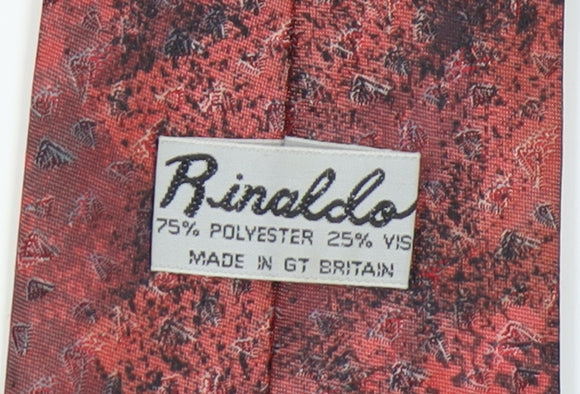 Rinaldo
75% POLYESTER 25% VIS
MADE IN GT BRITAIN